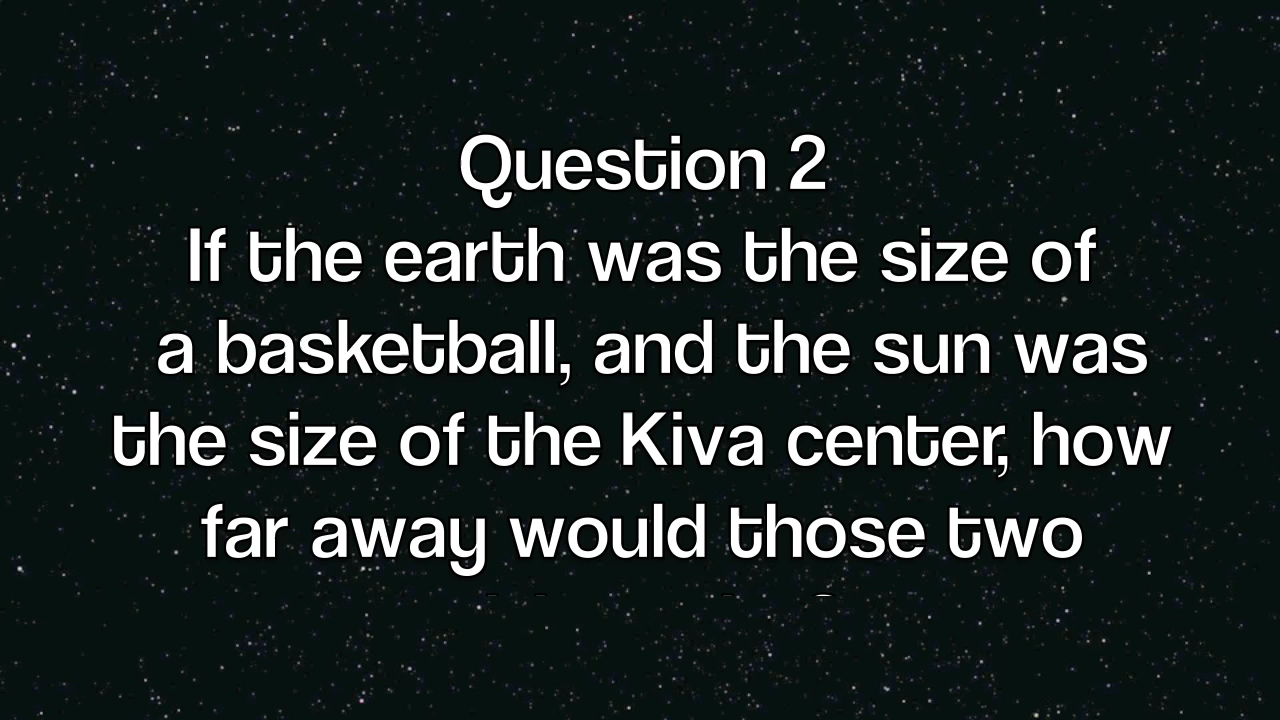 Question 2
If the earth was the size of
a basketball, and the sun was
the size of the Kiva center, how
far away would those two